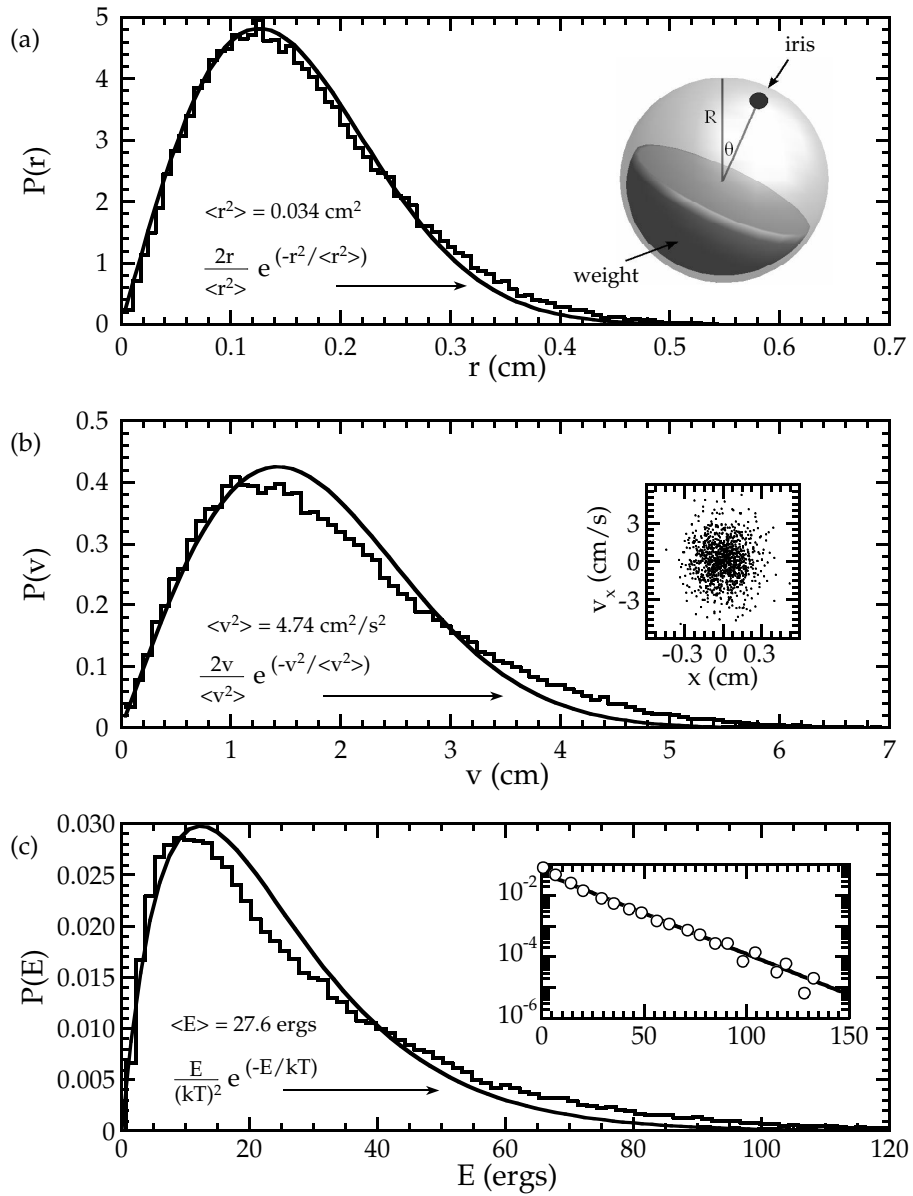 (a)
5
4
3
2
1
0
P(r)
<r²> = 0.034 cm²
2r/<r²> e^(-r²/<r²>)
iris
R
θ
weight
0 0.1 0.2 0.3 0.4 0.5 0.6 0.7
r (cm)
(b)
0.5
0.4
0.3
0.2
0.1
0
P(v)
<v²> = 4.74 cm²/s²
2v/<v²> e^(-v²/<v²>)
v_x (cm/s)
3
0
-3
-0.3 0 0.3
x (cm)
0 1 2 3 4 5 6 7
v (cm)
(c)
0.030
0.025
0.020
0.015
0.010
0.005
0
P(E)
<E> = 27.6 ergs
E/(kT)² e^(-E/kT)
10^-2
10^-4
10^-6
0 50 100 150
0 20 40 60 80 100 120
E (ergs)